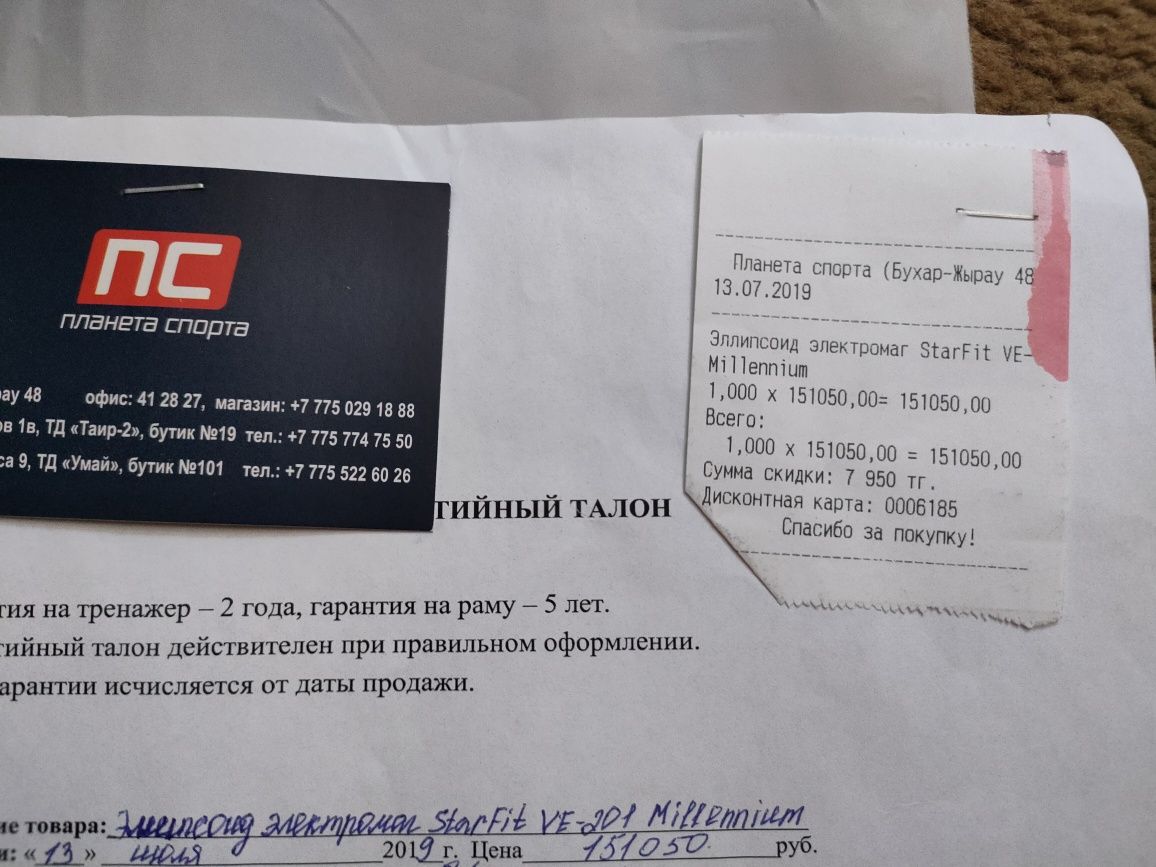 ПС
планета спорта
48 офис: 41 28 27, магазин: +7 775 029 18 88
1в, ТД «Таир-2», бутик №19 тел.: +7 775 774 75 50
9, ТД «Умай», бутик №101 тел.: +7 775 522 60 26
Планета спорта (Бухар-Жырау 48
13.07.2019
Эллипсоид электромаг StarFit VE-
Millennium
1,000 x 151050,00= 151050,00
Всего:
1,000 x 151050,00 = 151050,00
Сумма скидки: 7 950 тг.
Дисконтная карта: 0006185
Спасибо за покупку!
ТИЙНЫЙ ТАЛОН
тия на тренажер – 2 года, гарантия на раму – 5 лет.
тийный талон действителен при правильном оформлении.
арантии исчисляется от даты продажи.
ие товара: Эллипсоид электромаг StarFit VE-201 Millennium
и: «13» июля 2019 г. Цена 151050 руб.